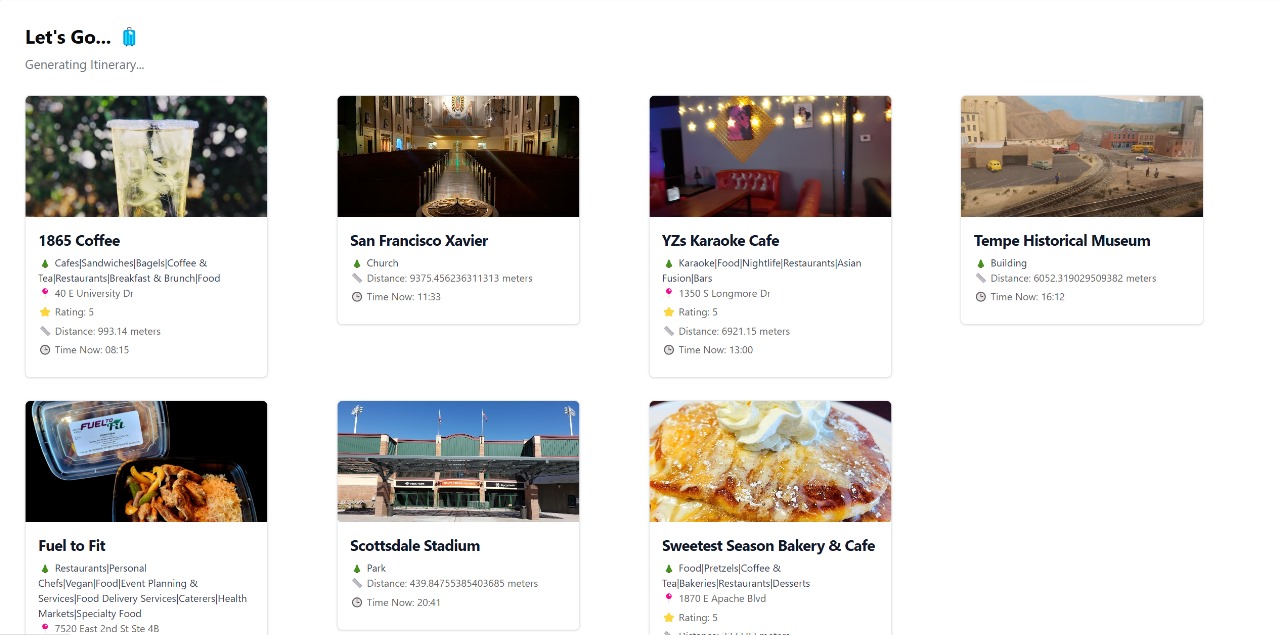 Let's Go...
Generating Itinerary...
1865 Coffee
Cafes|Sandwiches|Bagels|Coffee &
Tea|Restaurants|Breakfast & Brunch|Food
40 E University Dr
Rating: 5
Distance: 993.14 meters
Time Now: 08:15
San Francisco Xavier
Church
Distance: 9375.456236311313 meters
Time Now: 11:33
YZs Karaoke Cafe
Karaoke|Food|Nightlife|Restaurants|Asian
Fusion|Bars
1350 S Longmore Dr
Rating: 5
Distance: 6921.15 meters
Time Now: 13:00
Tempe Historical Museum
Building
Distance: 6052.319029509382 meters
Time Now: 16:12
FUEL TO Fit
Fuel to Fit
Restaurants|Personal
Chefs|Vegan|Food|Event Planning &
Services|Food Delivery Services|Caterers|Health
Markets|Specialty Food
7520 East 2nd St Ste 4B
Scottsdale Stadium
Park
Distance: 439.84755385403685 meters
Time Now: 20:41
Sweetest Season Bakery & Cafe
Food|Pretzels|Coffee &
Tea|Bakeries|Restaurants|Desserts
1870 E Apache Blvd
Rating: 5